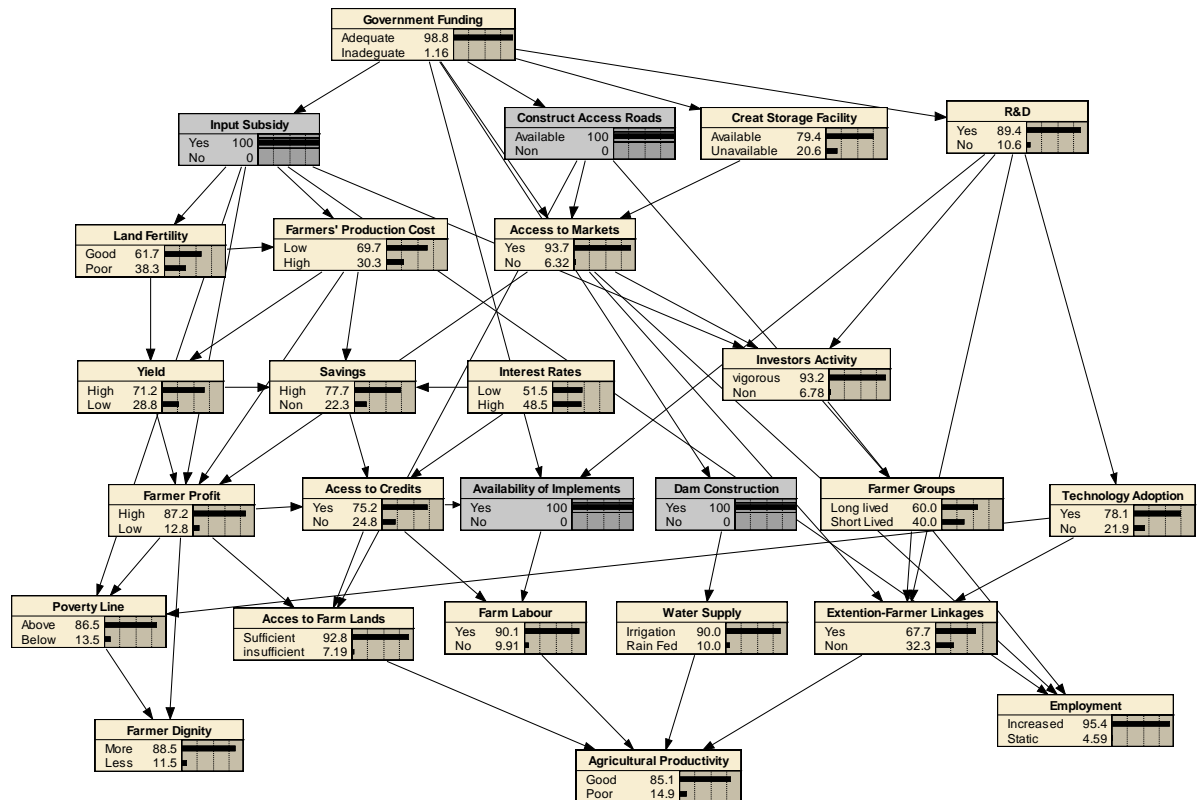 Government Funding
Adequate 98.8
Inadeguate 1.16
Input Subsidy
Yes 100
No 0
Construct Access Roads
Available 100
Non 0
Creat Storage Facility
Available 79.4
Unavailable 20.6
R&D
Yes 89.4
No 10.6
Land Fertility
Good 61.7
Poor 38.3
Farmers' Production Cost
Low 69.7
High 30.3
Access to Markets
Yes 93.7
No 6.32
Investors Activity
vigorous 93.2
Non 6.78
Yield
High 71.2
Low 28.8
Savings
High 77.7
Non 22.3
Interest Rates
Low 51.5
High 48.5
Farmer Profit
High 87.2
Low 12.8
Acess to Credits
Yes 75.2
No 24.8
Availability of Implements
Yes 100
No 0
Dam Construction
Yes 100
No 0
Farmer Groups
Long lived 60.0
Short Lived 40.0
Technology Adoption
Yes 78.1
No 21.9
Poverty Line
Above 86.5
Below 13.5
Acces to Farm Lands
Sufficient 92.8
insufficient 7.19
Farm Labour
Yes 90.1
No 9.91
Water Supply
Irrigation 90.0
Rain Fed 10.0
Extention-Farmer Linkages
Yes 67.7
Non 32.3
Employment
Increased 95.4
Static 4.59
Farmer Dignity
More 88.5
Less 11.5
Agricultural Productivity
Good 85.1
Poor 14.9